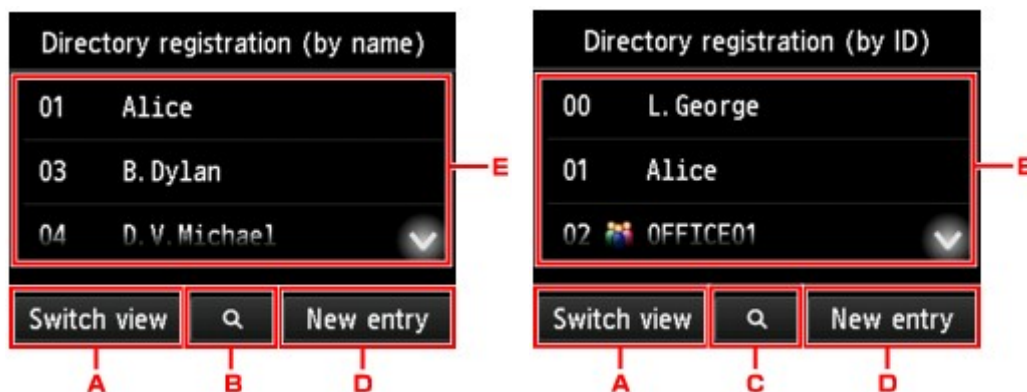 Directory registration (by name)
01 Alice
03 B.Dylan
04 D.V.Michael
E
Switch view
New entry
A
B
D
Directory registration (by ID)
00 L.George
01 Alice
02 OFFICE01
E
Switch view
New entry
A
C
D